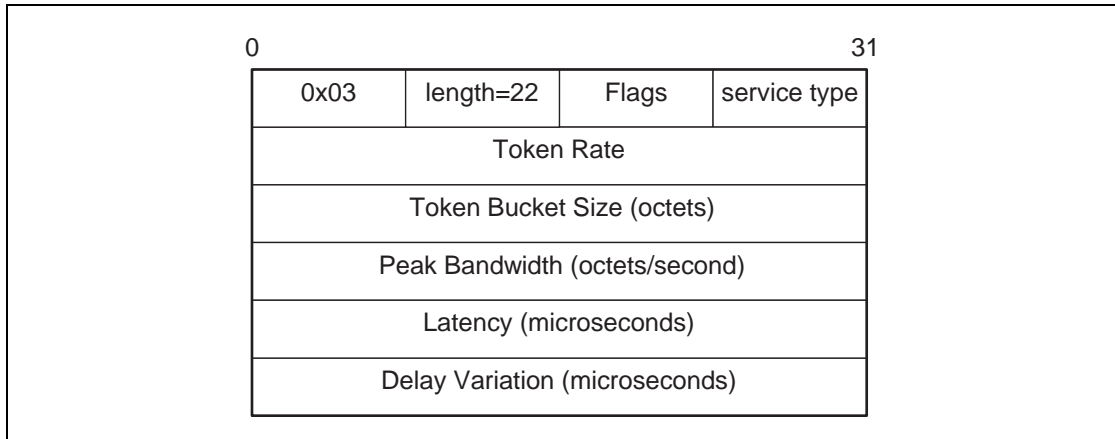 0 31
0x03 length=22 Flags service type
Token Rate
Token Bucket Size (octets)
Peak Bandwidth (octets/second)
Latency (microseconds)
Delay Variation (microseconds)